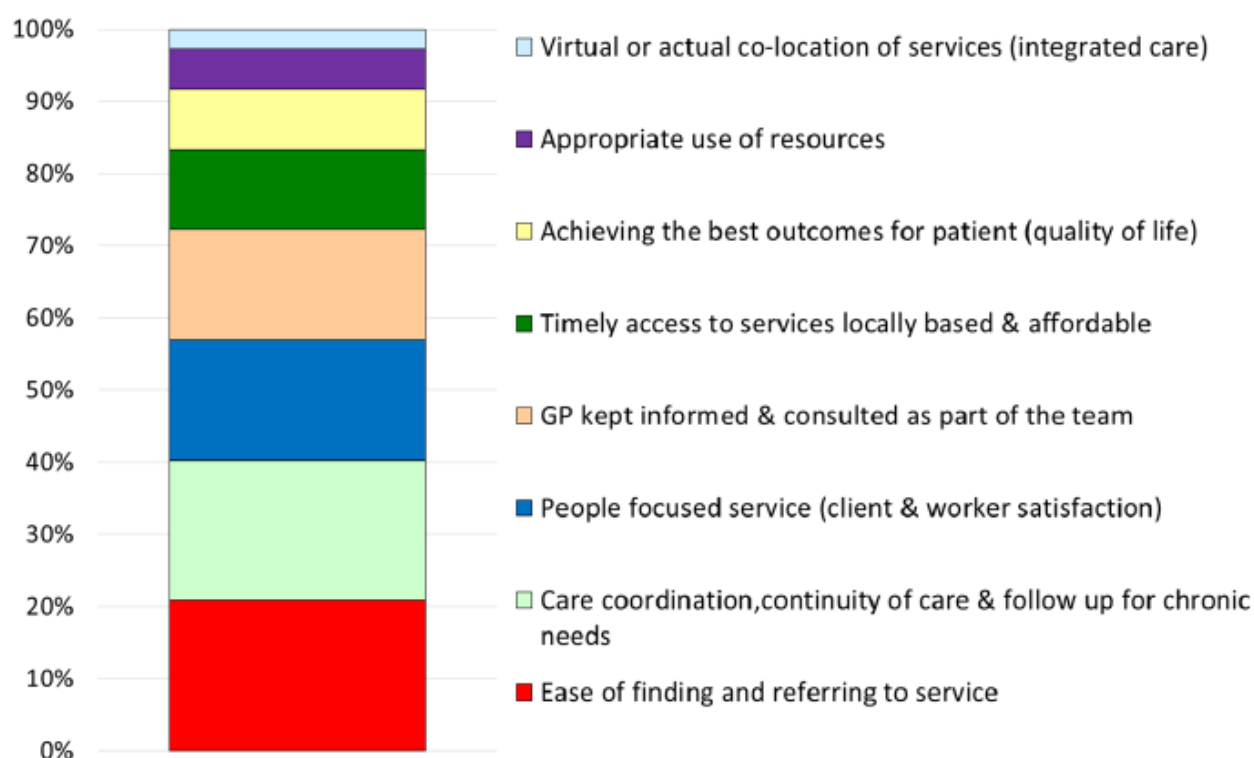 100%
90%
80%
70%
60%
50%
40%
30%
20%
10%
0%
Virtual or actual co-location of services (integrated care)
Appropriate use of resources
Achieving the best outcomes for patient (quality of life)
Timely access to services locally based & affordable
GP kept informed & consulted as part of the team
People focused service (client & worker satisfaction)
Care coordination,continuity of care & follow up for chronic
needs
Ease of finding and referring to service